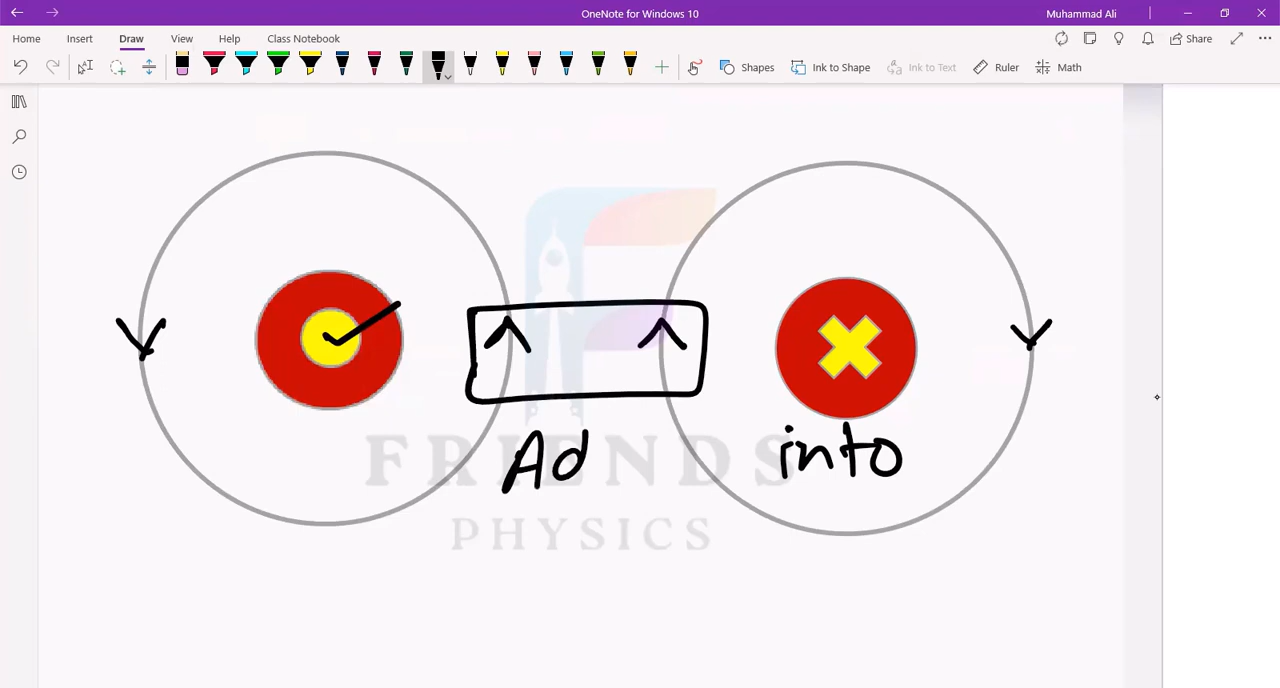 OneNote for Windows 10
Muhammad Ali
Home Insert Draw View Help Class Notebook
Share
Shapes Ink to Shape Ink to Text Ruler Math
Ad into
FRIENDS
PHYSICS